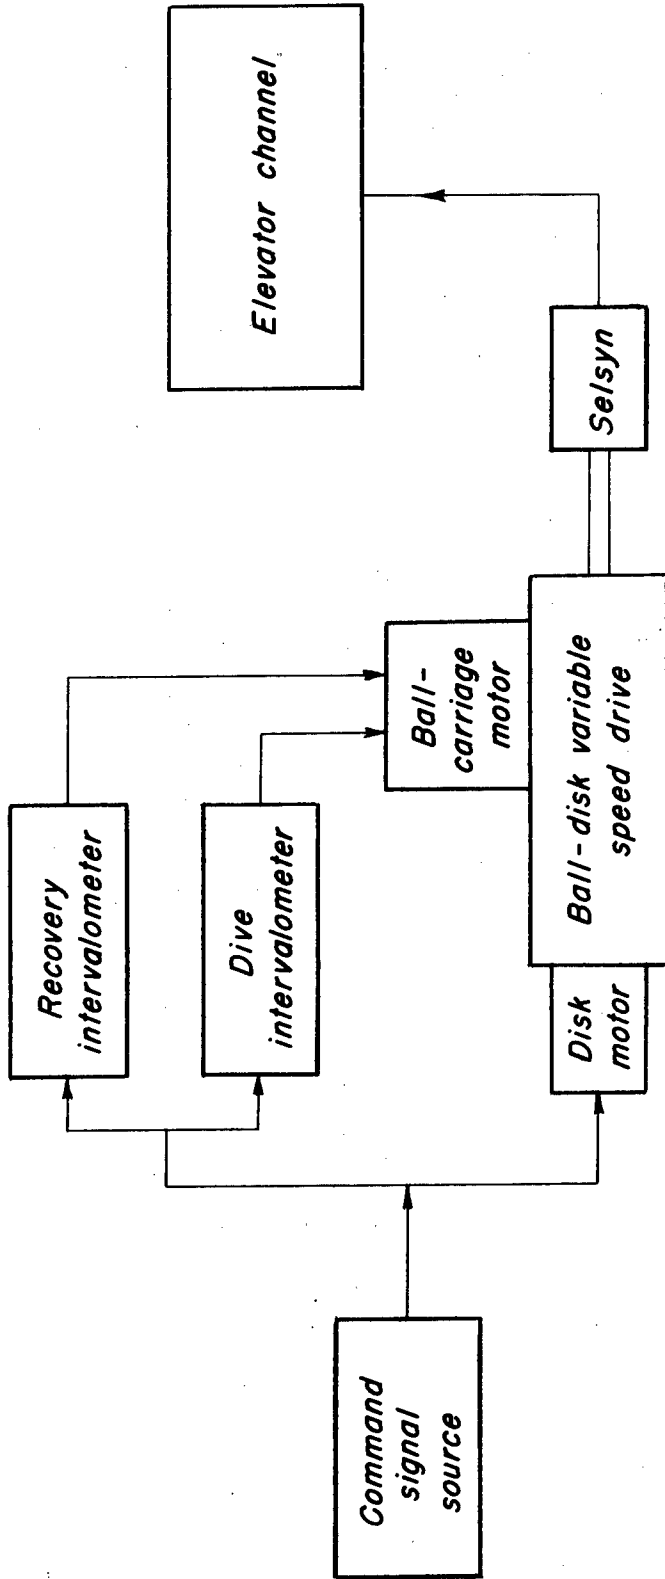 Command
signal
source
Recovery
intervalometer
Dive
intervalometer
Disk
motor
Ball-
carriage
motor
Ball-disk variable
speed drive
Selsyn
Elevator channel